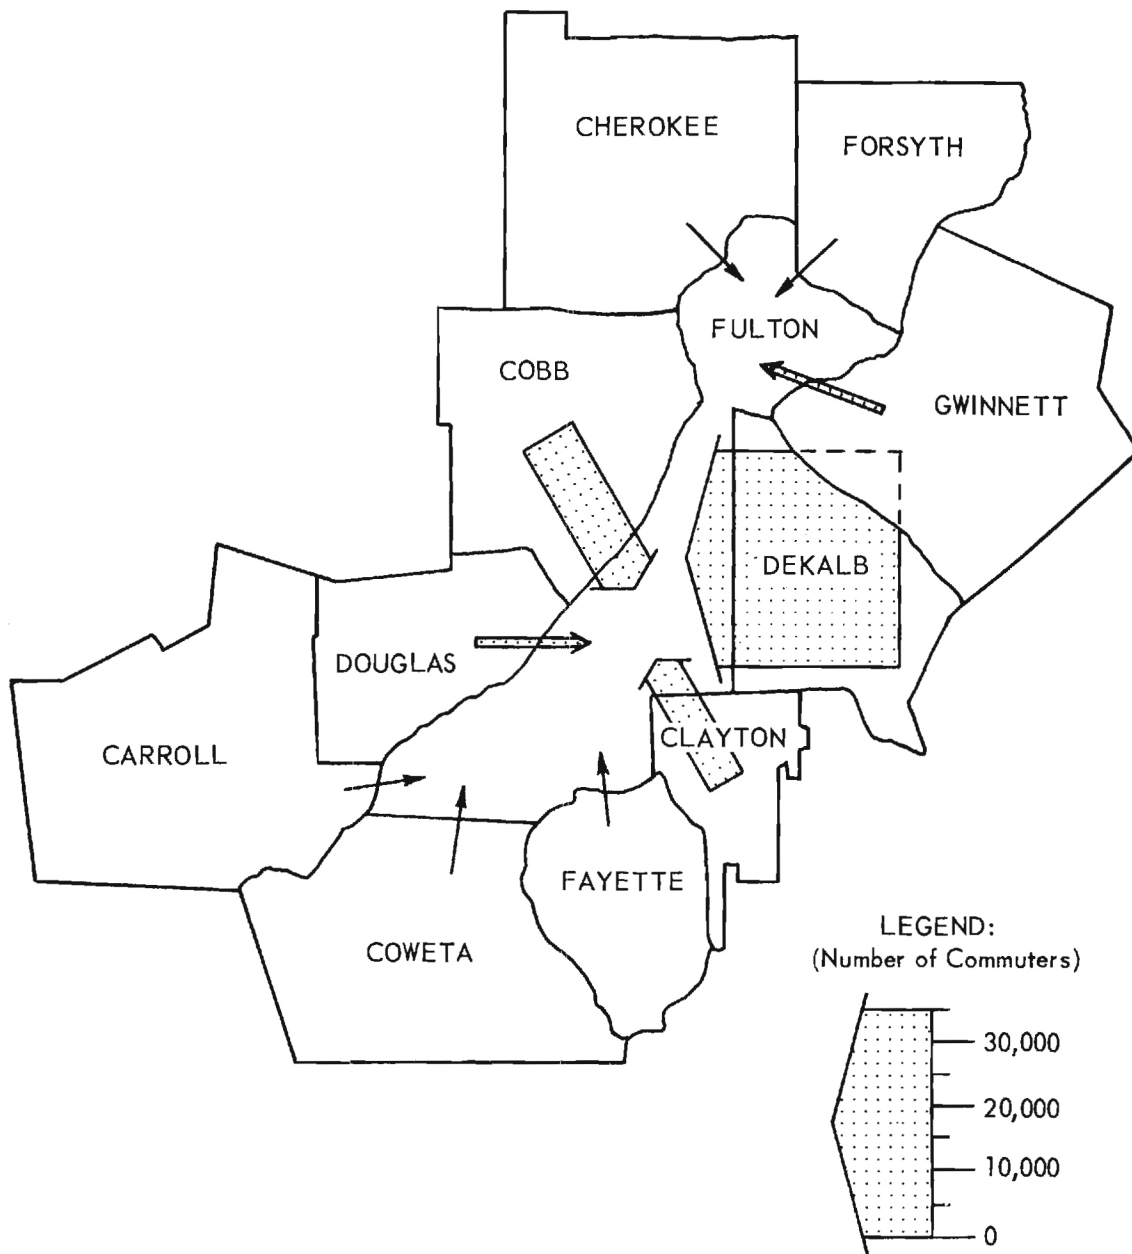 CHEROKEE
FORSYTH
FULTON
COBB
GWINNETT
DEKALB
DOUGLAS
CLAYTON
CARROLL
FAYETTE
COWETA
LEGEND:
(Number of Commuters)
30,000
20,000
10,000
0